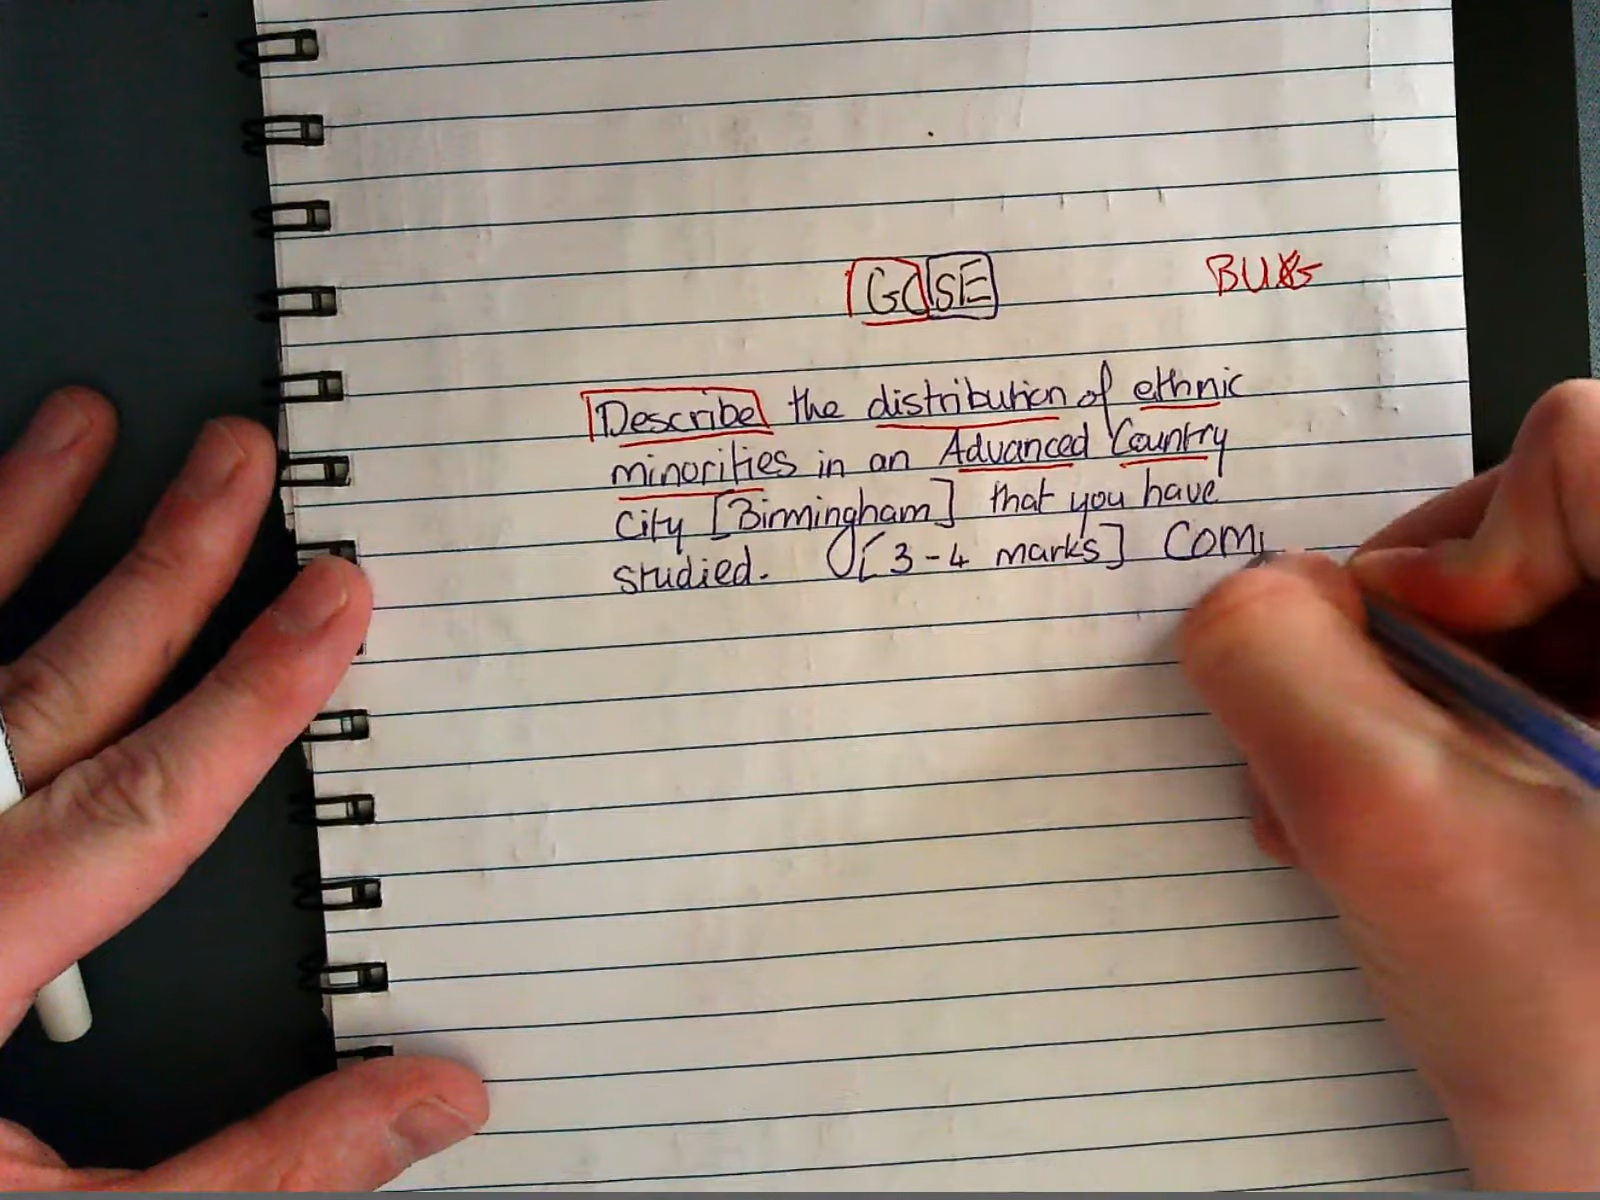 GCSE BUG
Describe the distribution of ethnic
minorities in an Advanced Country
City [Birmingham] that you have
studied. [3-4 marks] Com